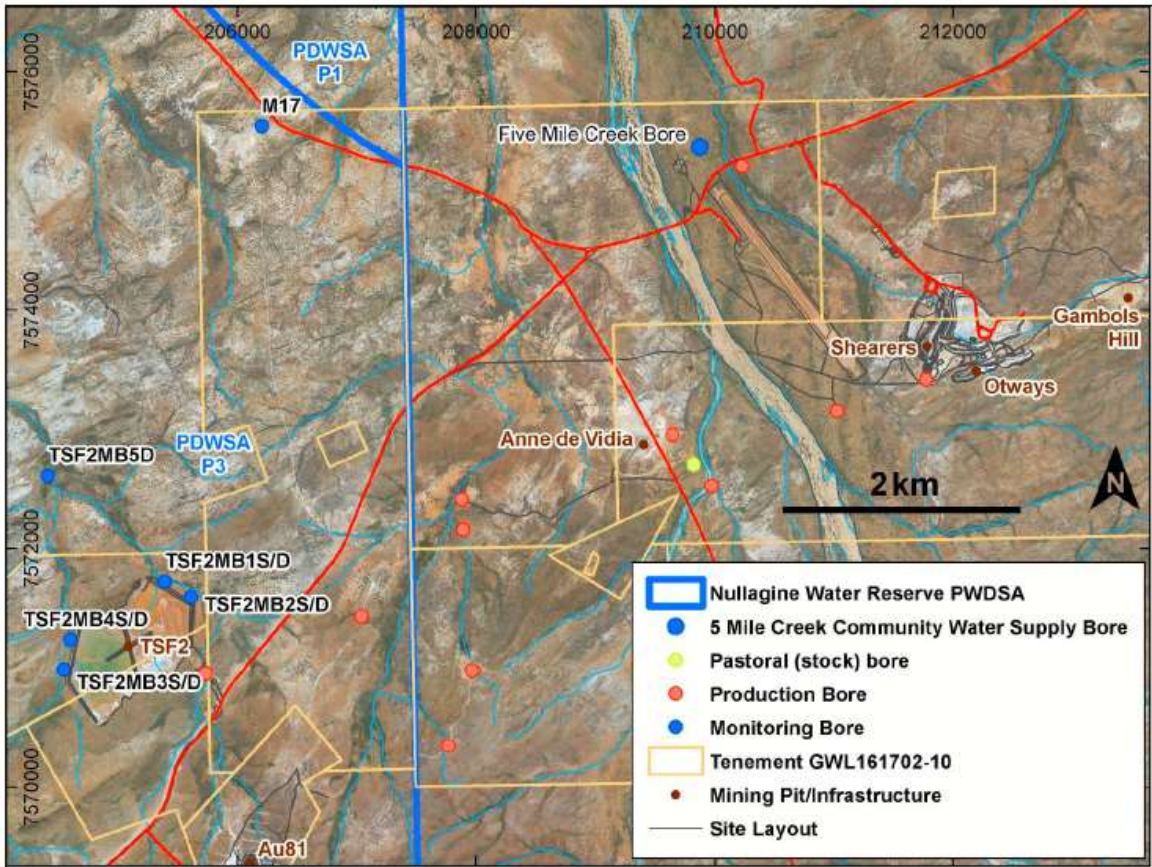 206000
208000
210000
212000
7576000
7574000
7572000
7570000
PDWSA
P1
M17
Five Mile Creek Bore
Gambols
Hill
Shearers
Otways
Anne de Vidia
PDWSA
P3
TSF2MB5D
TSF2MB1S/D
TSF2MB2S/D
TSF2MB4S/D
TSF2
TSF2MB3S/D
Au81
N
2km
Nullagine Water Reserve PWDSA
5 Mile Creek Community Water Supply Bore
Pastoral (stock) bore
Production Bore
Monitoring Bore
Tenement GWL161702-10
Mining Pit/Infrastructure
Site Layout